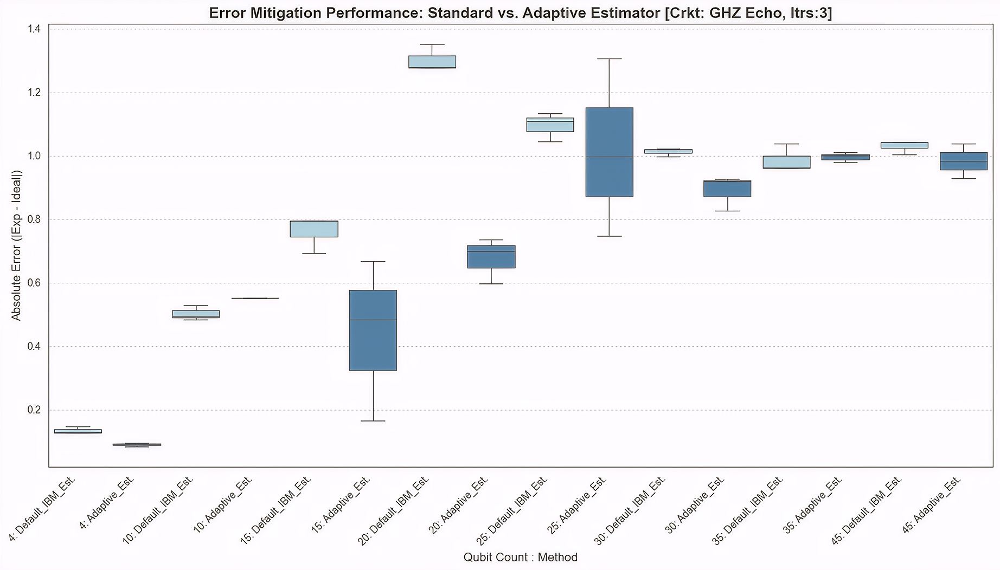 Error Mitigation Performance: Standard vs. Adaptive Estimator [Crkt: GHZ Echo, Itrs:3]
Absolute Error (|Exp - Ideal|)
1.4
1.2
1.0
0.8
0.6
0.4
0.2
4: Default_IBM_Est.
4: Adaptive_Est.
10: Default_IBM_Est.
10: Adaptive_Est.
15: Default_IBM_Est.
15: Adaptive_Est.
20: Default_IBM_Est.
20: Adaptive_Est.
25: Default_IBM_Est.
25: Adaptive_Est.
30: Default_IBM_Est.
30: Adaptive_Est.
35: Default_IBM_Est.
35: Adaptive_Est.
45: Default_IBM_Est.
45: Adaptive_Est.
Qubit Count : Method